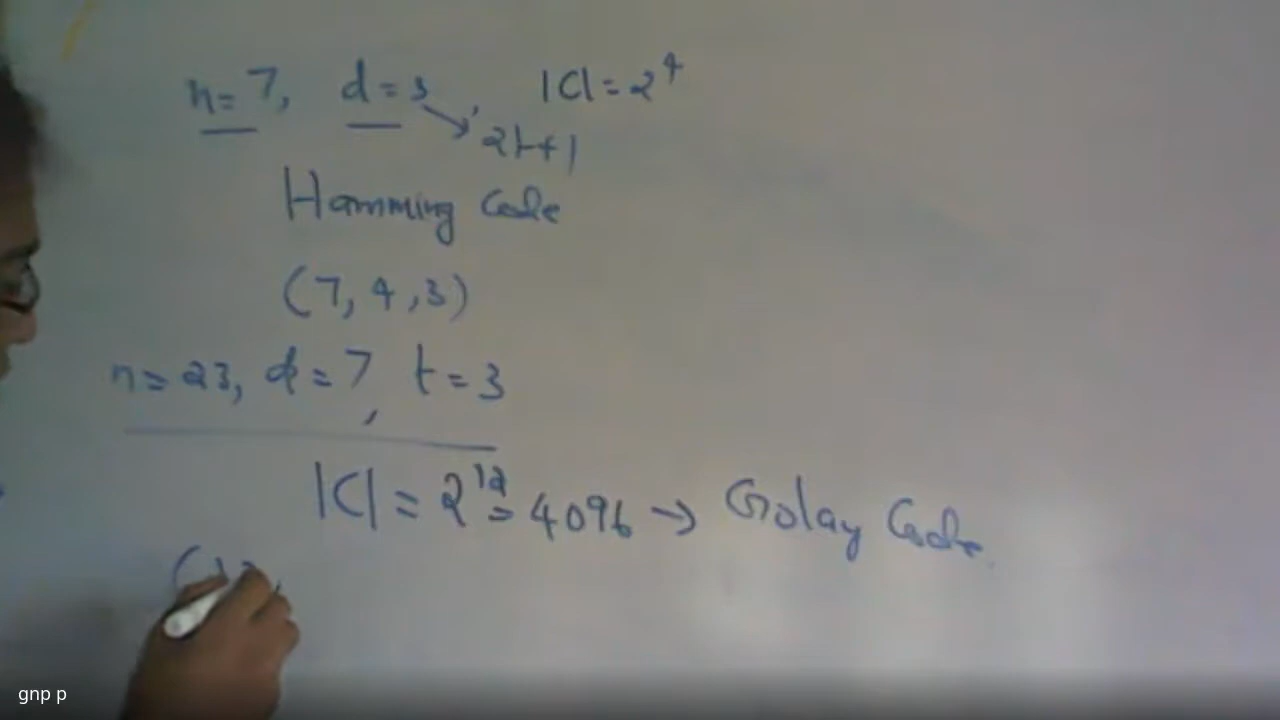 n=7, d=3 |C|=2^4
2t+1
Hamming Code
(7, 4, 3)
n=23, d=7, t=3
|C| = 2^12 = 4096 → Golay Code
(
gnp p